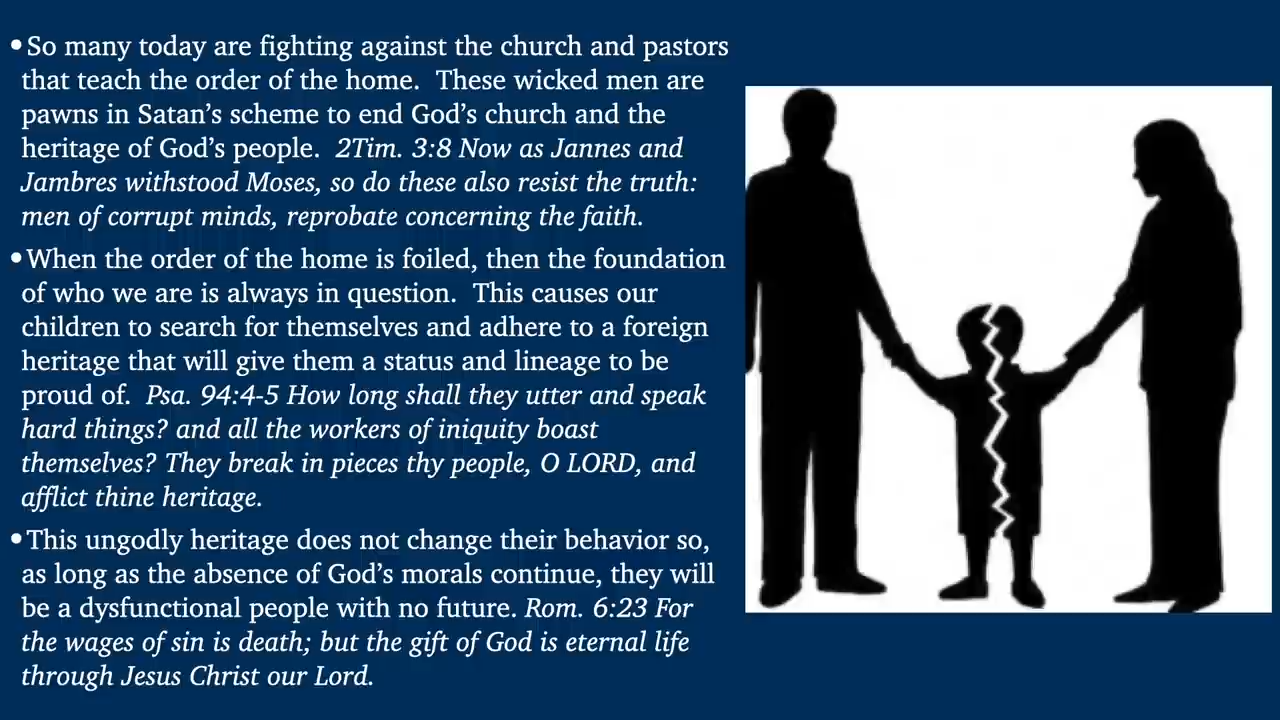 •So many today are fighting against the church and pastors
that teach the order of the home.  These wicked men are
pawns in Satan’s scheme to end God’s church and the
heritage of God’s people.  2Tim. 3:8 Now as Jannes and
Jambres withstood Moses, so do these also resist the truth:
men of corrupt minds, reprobate concerning the faith.
•When the order of the home is foiled, then the foundation
of who we are is always in question.  This causes our
children to search for themselves and adhere to a foreign
heritage that will give them a status and lineage to be
proud of.  Psa. 94:4-5 How long shall they utter and speak
hard things? and all the workers of iniquity boast
themselves? They break in pieces thy people, O LORD, and
afflict thine heritage.
•This ungodly heritage does not change their behavior so,
as long as the absence of God’s morals continue, they will
be a dysfunctional people with no future. Rom. 6:23 For
the wages of sin is death; but the gift of God is eternal life
through Jesus Christ our Lord.